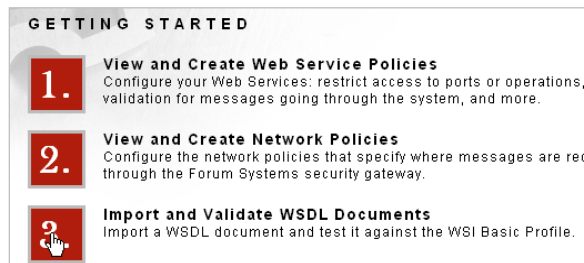 GETTING STARTED
1.
View and Create Web Service Policies
Configure your Web Services: restrict access to ports or operations,
validation for messages going through the system, and more.
2.
View and Create Network Policies
Configure the network policies that specify where messages are
through the Forum Systems security gateway.
3.
Import and Validate WSDL Documents
Import a WSDL document and test it against the WSI Basic Profile.